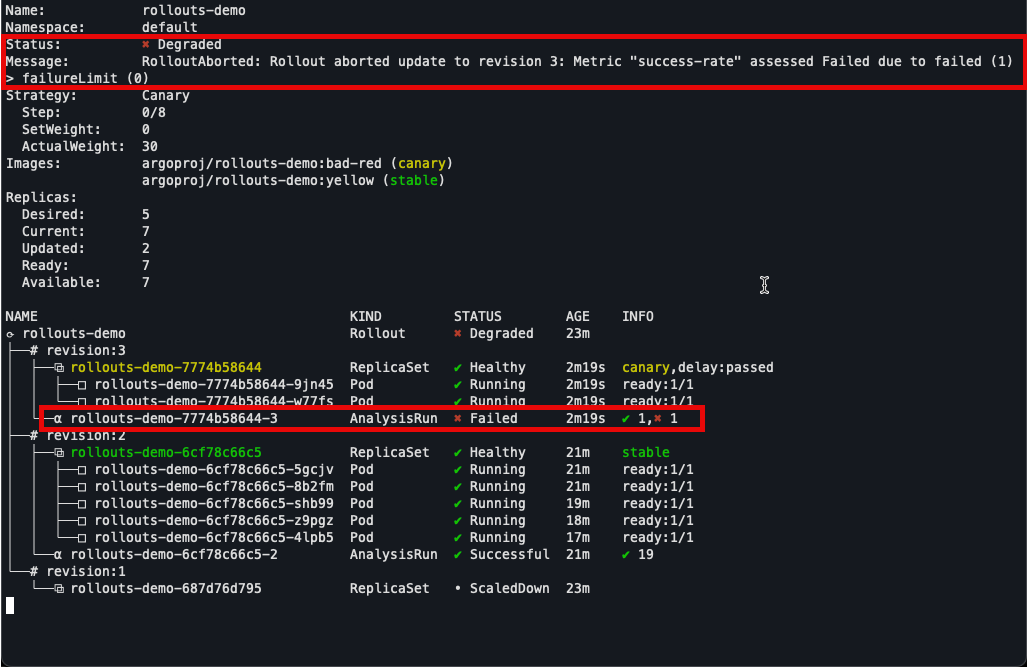 Name:            rollouts-demo
Namespace:       default
Status:          ✖ Degraded
Message:         RolloutAborted: Rollout aborted update to revision 3: Metric "success-rate" assessed Failed due to failed (1)
> failureLimit (0)
Strategy:        Canary
  Step:          0/8
  SetWeight:     0
  ActualWeight:  30
Images:          argoproj/rollouts-demo:bad-red (canary)
                 argoproj/rollouts-demo:yellow (stable)
Replicas:
  Desired:       5
  Current:       7
  Updated:       2
  Ready:         7
  Available:     7
NAME                                       KIND         STATUS        AGE    INFO
⟳ rollouts-demo                            Rollout      ✖ Degraded    23m
├──# revision:3
│  ├──⧉ rollouts-demo-7774b58644           ReplicaSet   ✔ Healthy     2m19s  canary,delay:passed
│  │  ├──□ rollouts-demo-7774b58644-9jn45  Pod          ✔ Running     2m19s  ready:1/1
│  │  └──□ rollouts-demo-7774b58644-w77fs  Pod          ✔ Running     2m19s  ready:1/1
│  └──α rollouts-demo-7774b58644-3         AnalysisRun  ✖ Failed      2m19s  ✔ 1,✖ 1
├──# revision:2
│  ├──⧉ rollouts-demo-6cf78c66c5           ReplicaSet   ✔ Healthy     21m    stable
│  │  ├──□ rollouts-demo-6cf78c66c5-5gcjv  Pod          ✔ Running     21m    ready:1/1
│  │  ├──□ rollouts-demo-6cf78c66c5-8b2fm  Pod          ✔ Running     21m    ready:1/1
│  │  ├──□ rollouts-demo-6cf78c66c5-shb99  Pod          ✔ Running     19m    ready:1/1
│  │  ├──□ rollouts-demo-6cf78c66c5-z9pgz  Pod          ✔ Running     18m    ready:1/1
│  │  └──□ rollouts-demo-6cf78c66c5-4lpb5  Pod          ✔ Running     17m    ready:1/1
│  └──α rollouts-demo-6cf78c66c5-2         AnalysisRun  ✔ Successful  21m    ✔ 19
└──# revision:1
   └──⧉ rollouts-demo-687d76d795           ReplicaSet   • ScaledDown  23m